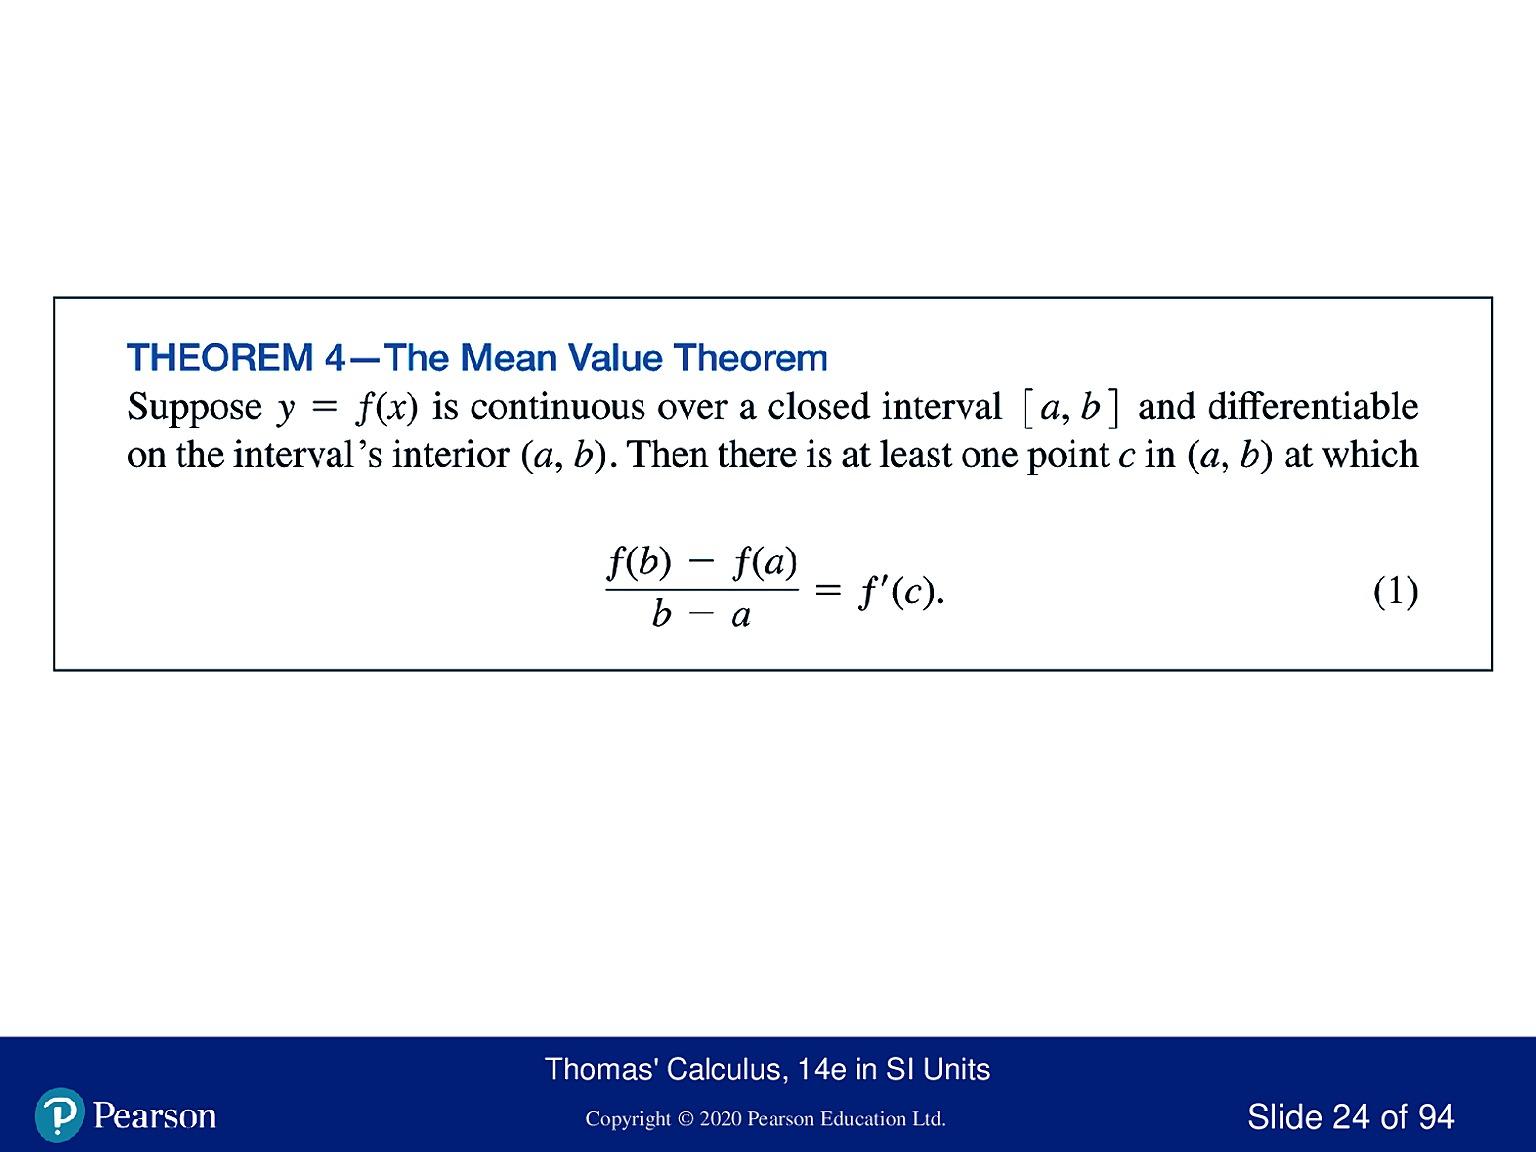 THEOREM 4—The Mean Value Theorem
Suppose y = f(x) is continuous over a closed interval [a, b] and differentiable
on the interval's interior (a, b). Then there is at least one point c in (a, b) at which
f(b) − f(a)
b − a
= f′(c). (1)
Thomas' Calculus, 14e in SI Units
Pearson
Copyright © 2020 Pearson Education Ltd.
Slide 24 of 94